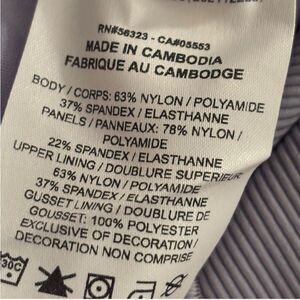 RN#56323 - CA#05553
MADE IN CAMBODIA
FABRIQUE AU CAMBODGE
BODY / CORPS: 63% NYLON / POLYAMIDE
37% SPANDEX / ELASTHANNE
PANELS / PANNEAUX: 78% NYLON /
POLYAMIDE
22% SPANDEX / ELASTHANNE
UPPER LINING / DOUBLURE SUPERIEUR
63% NYLON / POLYAMIDE
37% SPANDEX / ELASTHANNE
GUSSET LINING / DOUBLURE DE
GOUSSET: 100% POLYESTER
EXCLUSIVE OF DECORATION /
DECORATION NON COMPRISE
30C